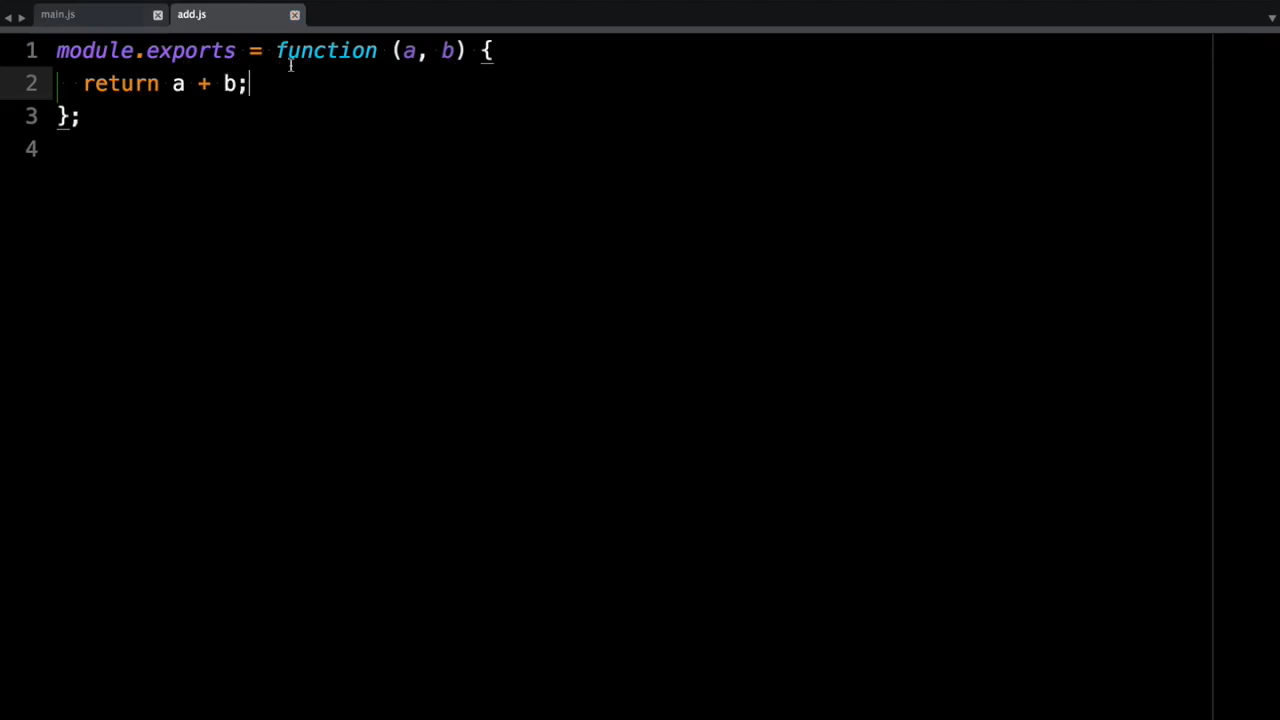 main.js add.js
1 module.exports = function (a, b) {
2 return a + b;
3 };
4